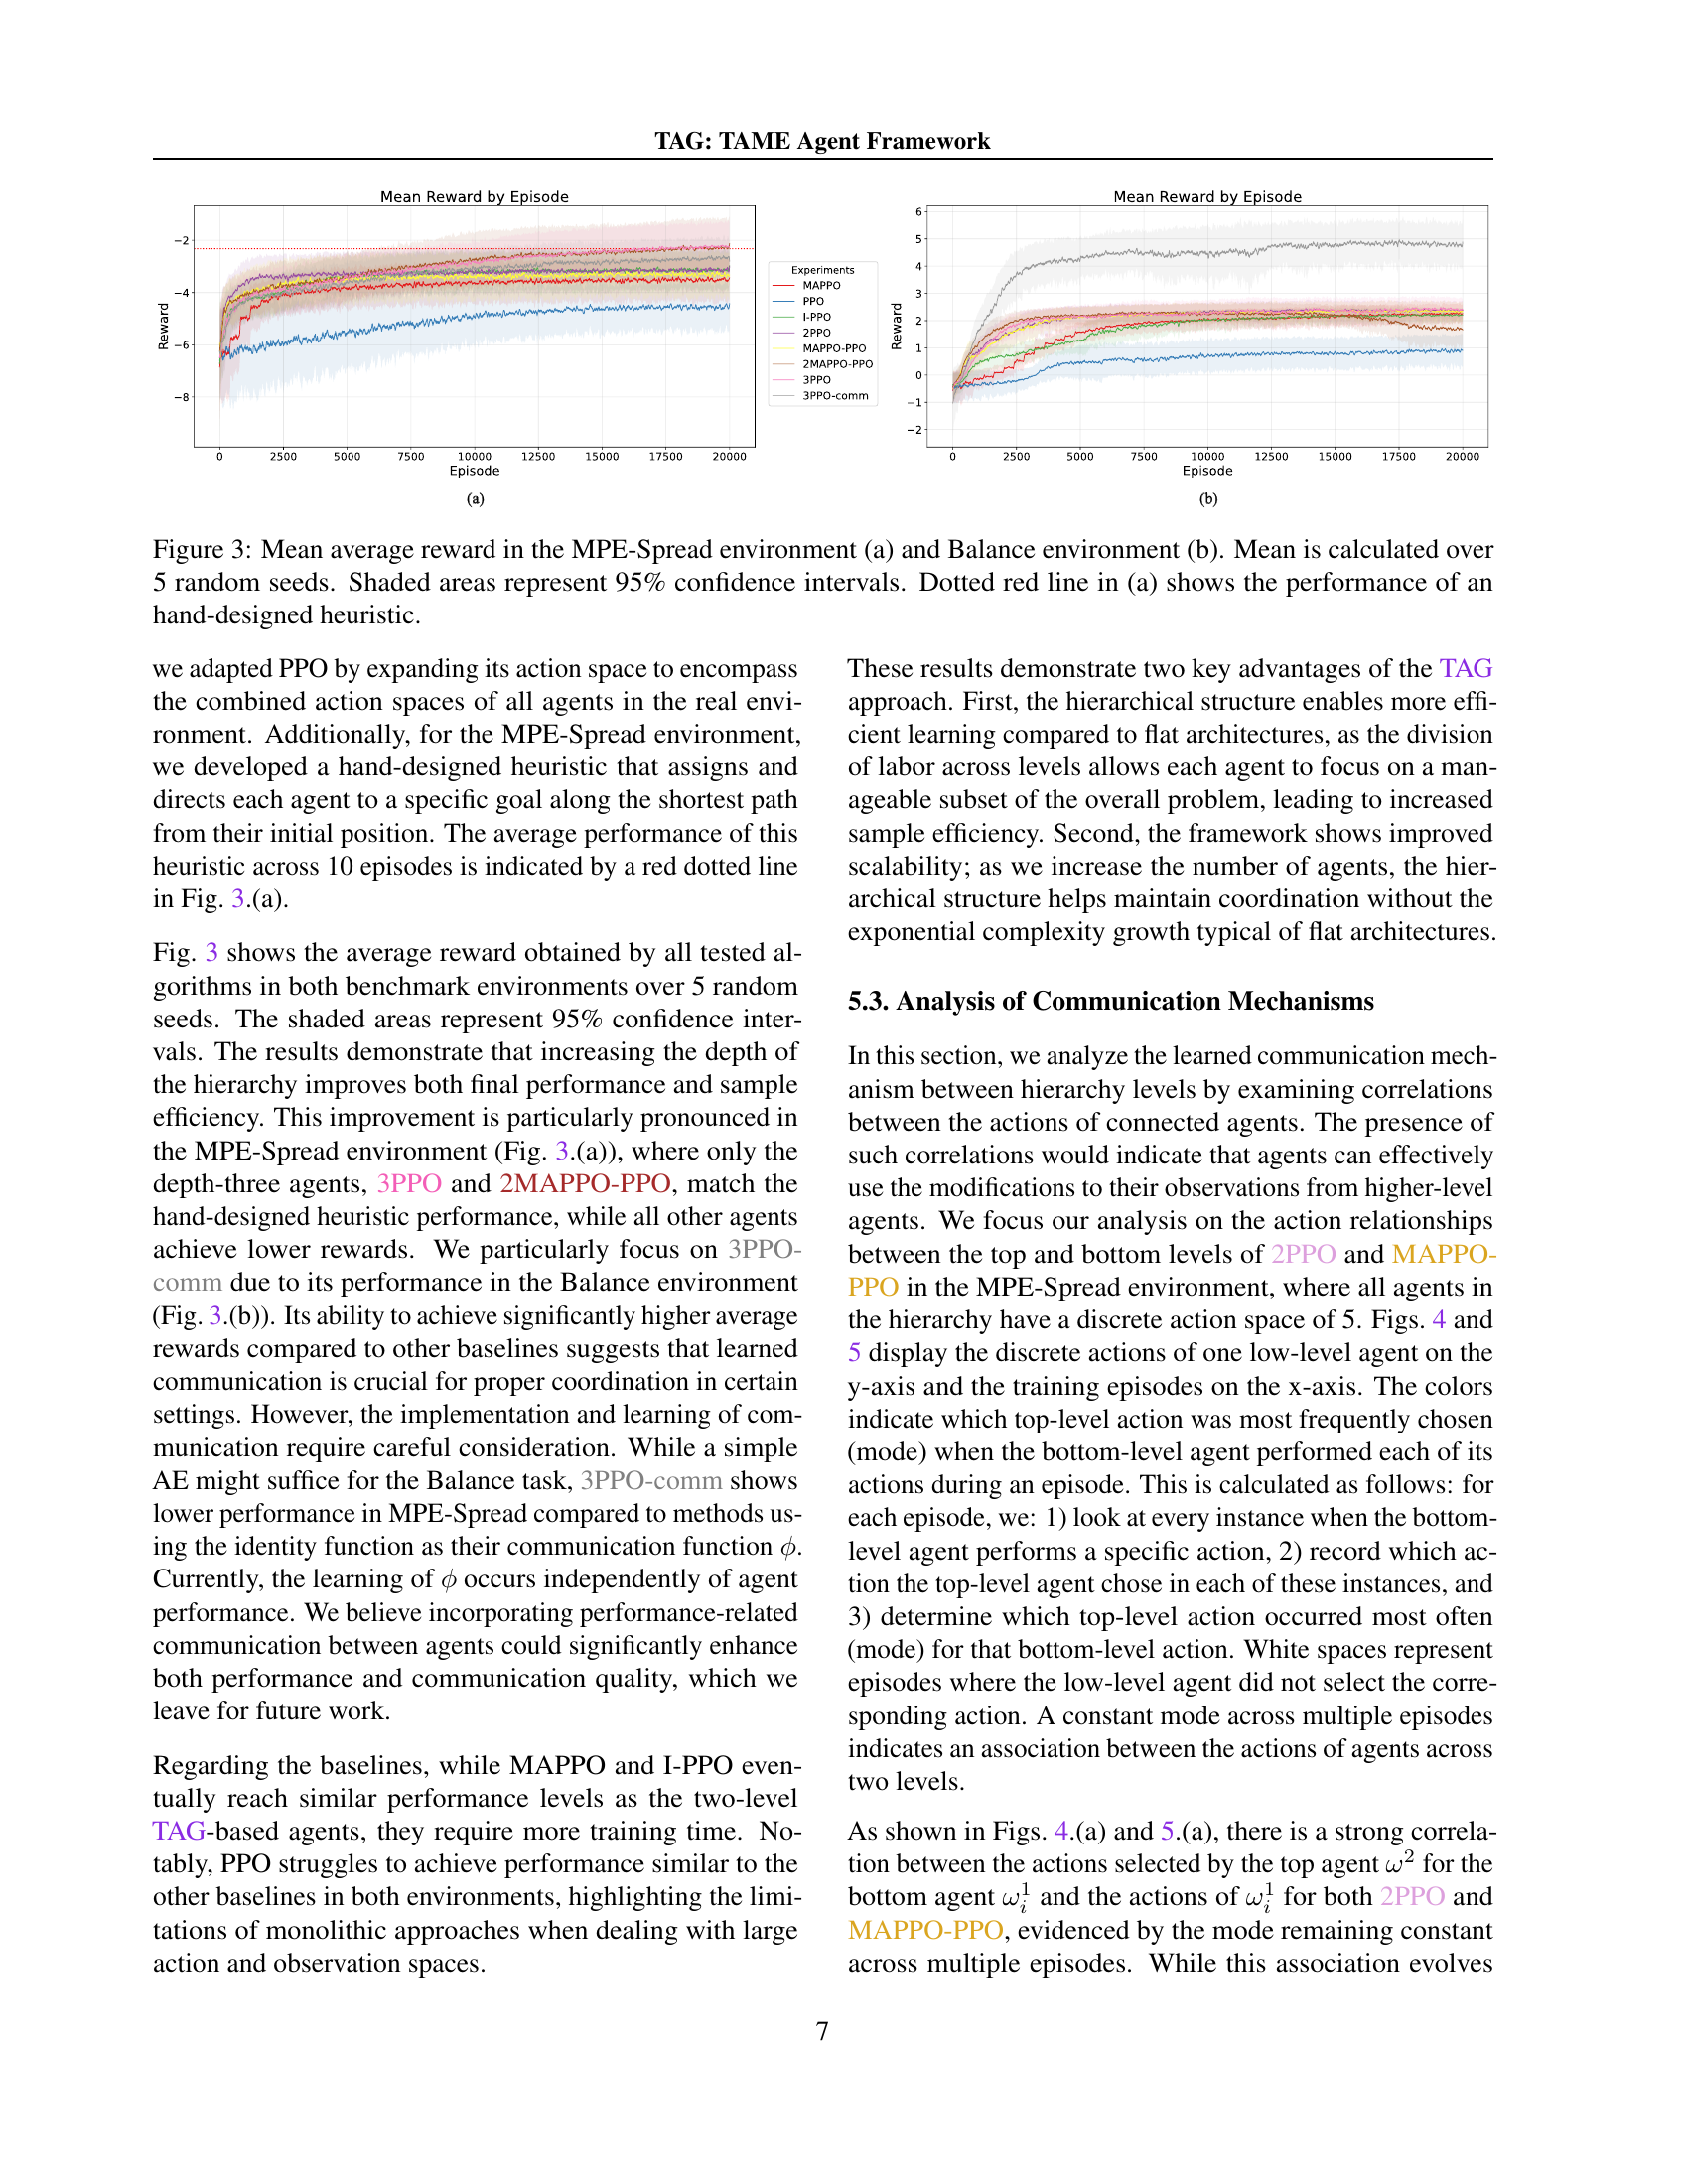 TAG: TAME Agent Framework
Mean Reward by Episode
−2
−4
−6
−8
Reward
0 2500 5000 7500 10000 12500 15000 17500 20000
Episode
(a)
Experiments
MAPPO
PPO
I-PPO
2PPO
MAPPO-PPO
2MAPPO-PPO
3PPO
3PPO-comm
Mean Reward by Episode
6
5
4
3
2
1
0
−1
−2
Reward
0 2500 5000 7500 10000 12500 15000 17500 20000
Episode
(b)
Figure 3: Mean average reward in the MPE-Spread environment (a) and Balance environment (b). Mean is calculated over
5 random seeds. Shaded areas represent 95% confidence intervals. Dotted red line in (a) shows the performance of an
hand-designed heuristic.
we adapted PPO by expanding its action space to encompass
the combined action spaces of all agents in the real envi-
ronment. Additionally, for the MPE-Spread environment,
we developed a hand-designed heuristic that assigns and
directs each agent to a specific goal along the shortest path
from their initial position. The average performance of this
heuristic across 10 episodes is indicated by a red dotted line
in Fig. 3.(a).
Fig. 3 shows the average reward obtained by all tested al-
gorithms in both benchmark environments over 5 random
seeds. The shaded areas represent 95% confidence inter-
vals. The results demonstrate that increasing the depth of
the hierarchy improves both final performance and sample
efficiency. This improvement is particularly pronounced in
the MPE-Spread environment (Fig. 3.(a)), where only the
depth-three agents, 3PPO and 2MAPPO-PPO, match the
hand-designed heuristic performance, while all other agents
achieve lower rewards. We particularly focus on 3PPO-
comm due to its performance in the Balance environment
(Fig. 3.(b)). Its ability to achieve significantly higher average
rewards compared to other baselines suggests that learned
communication is crucial for proper coordination in certain
settings. However, the implementation and learning of com-
munication require careful consideration. While a simple
AE might suffice for the Balance task, 3PPO-comm shows
lower performance in MPE-Spread compared to methods us-
ing the identity function as their communication function ϕ.
Currently, the learning of ϕ occurs independently of agent
performance. We believe incorporating performance-related
communication between agents could significantly enhance
both performance and communication quality, which we
leave for future work.
Regarding the baselines, while MAPPO and I-PPO even-
tually reach similar performance levels as the two-level
TAG-based agents, they require more training time. No-
tably, PPO struggles to achieve performance similar to the
other baselines in both environments, highlighting the limi-
tations of monolithic approaches when dealing with large
action and observation spaces.
These results demonstrate two key advantages of the TAG
approach. First, the hierarchical structure enables more effi-
cient learning compared to flat architectures, as the division
of labor across levels allows each agent to focus on a man-
ageable subset of the overall problem, leading to increased
sample efficiency. Second, the framework shows improved
scalability; as we increase the number of agents, the hier-
archical structure helps maintain coordination without the
exponential complexity growth typical of flat architectures.
5.3. Analysis of Communication Mechanisms
In this section, we analyze the learned communication mech-
anism between hierarchy levels by examining correlations
between the actions of connected agents. The presence of
such correlations would indicate that agents can effectively
use the modifications to their observations from higher-level
agents. We focus our analysis on the action relationships
between the top and bottom levels of 2PPO and MAPPO-
PPO in the MPE-Spread environment, where all agents in
the hierarchy have a discrete action space of 5. Figs. 4 and
5 display the discrete actions of one low-level agent on the
y-axis and the training episodes on the x-axis. The colors
indicate which top-level action was most frequently chosen
(mode) when the bottom-level agent performed each of its
actions during an episode. This is calculated as follows: for
each episode, we: 1) look at every instance when the bottom-
level agent performs a specific action, 2) record which ac-
tion the top-level agent chose in each of these instances, and
3) determine which top-level action occurred most often
(mode) for that bottom-level action. White spaces represent
episodes where the low-level agent did not select the corre-
sponding action. A constant mode across multiple episodes
indicates an association between the actions of agents across
two levels.
As shown in Figs. 4.(a) and 5.(a), there is a strong correla-
tion between the actions selected by the top agent ω² for the
bottom agent ω¹ᵢ and the actions of ω¹ᵢ for both 2PPO and
MAPPO-PPO, evidenced by the mode remaining constant
across multiple episodes. While this association evolves
7